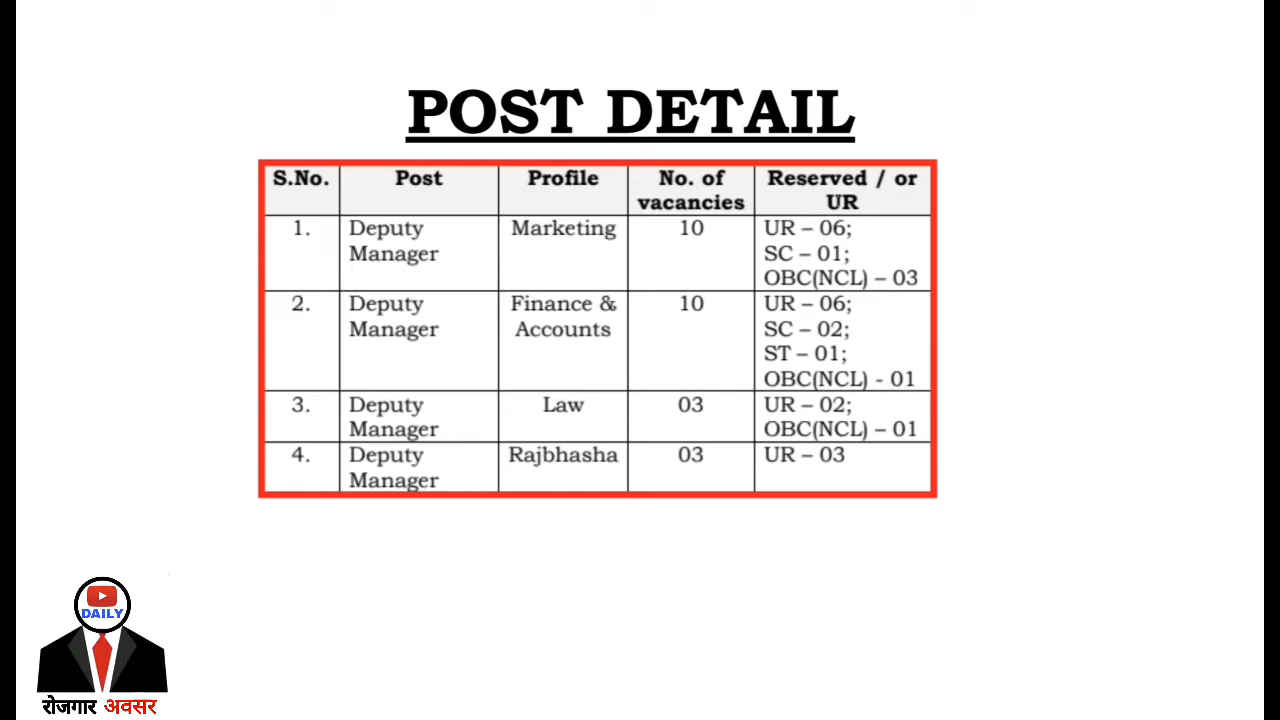 POST DETAIL
S.No. Post Profile No. of vacancies Reserved / or UR
1. Deputy Manager Marketing 10 UR – 06; SC – 01; OBC(NCL) – 03
2. Deputy Manager Finance & Accounts 10 UR – 06; SC – 02; ST – 01; OBC(NCL) - 01
3. Deputy Manager Law 03 UR – 02; OBC(NCL) – 01
4. Deputy Manager Rajbhasha 03 UR – 03
DAILY
रोजगार अवसर